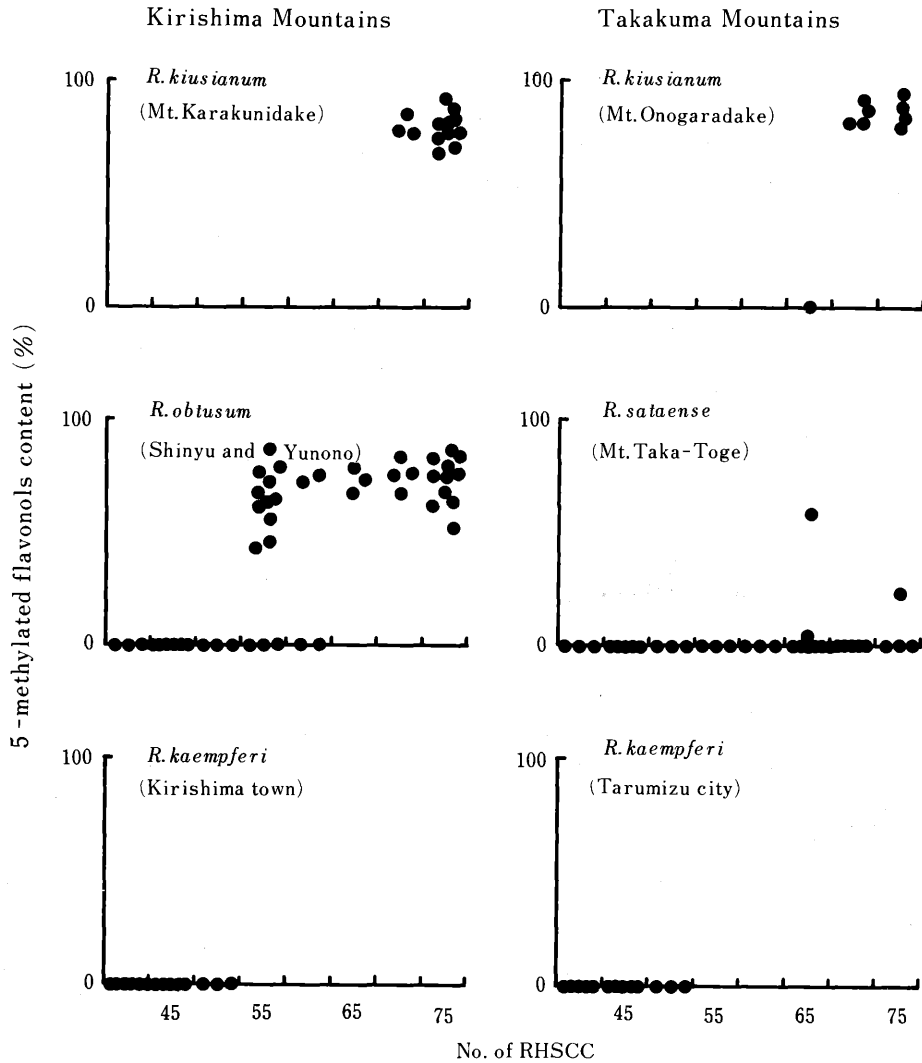 Kirishima Mountains
Takakuma Mountains
5-methylated flavonols content (%)
100
R. kiusianum
(Mt. Karakunidake)
0
100
R. kiusianum
(Mt. Onogaradake)
0
100
R. obtusum
(Shinyu and Yunono)
0
100
R. sataense
(Mt. Taka-Toge)
0
100
R. kaempferi
(Kirishima town)
0
100
R. kaempferi
(Tarumizu city)
0
45 55 65 75
45 55 65 75
No. of RHSCC